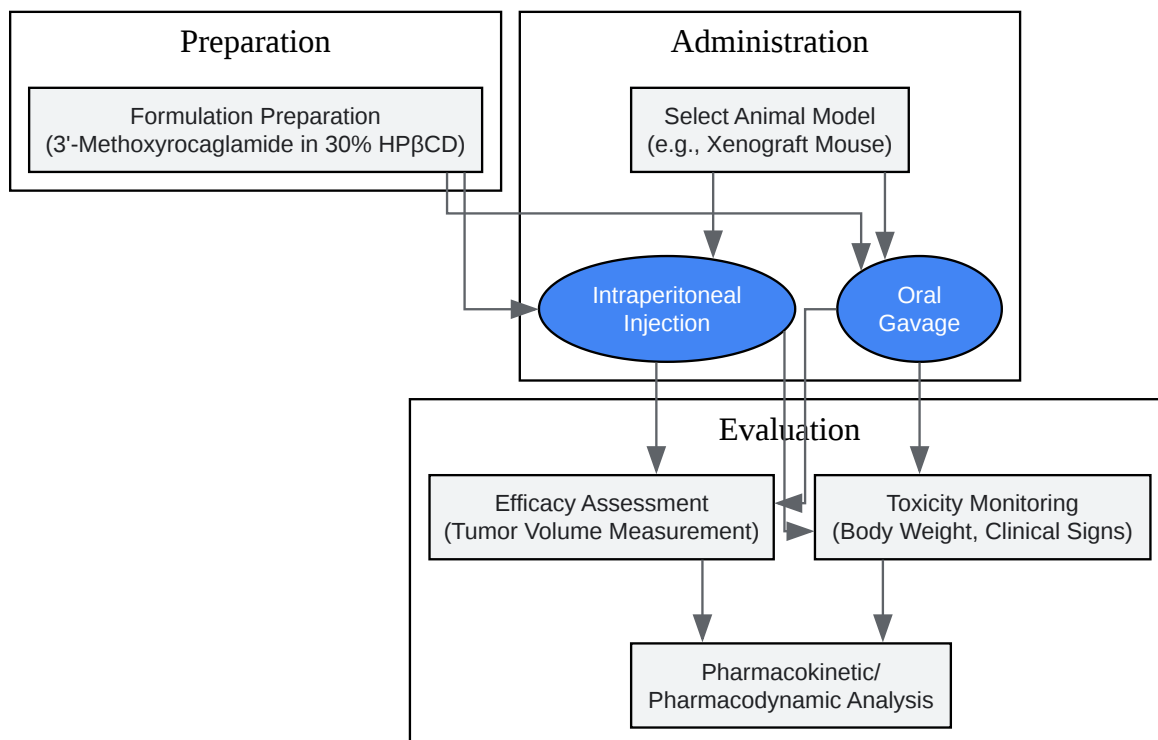 Preparation
Formulation Preparation
(3'-Methoxyrocaglamide in 30% HPβCD)
Administration
Select Animal Model
(e.g., Xenograft Mouse)
Intraperitoneal
Injection
Oral
Gavage
Evaluation
Efficacy Assessment
(Tumor Volume Measurement)
Toxicity Monitoring
(Body Weight, Clinical Signs)
Pharmacokinetic/
Pharmacodynamic Analysis